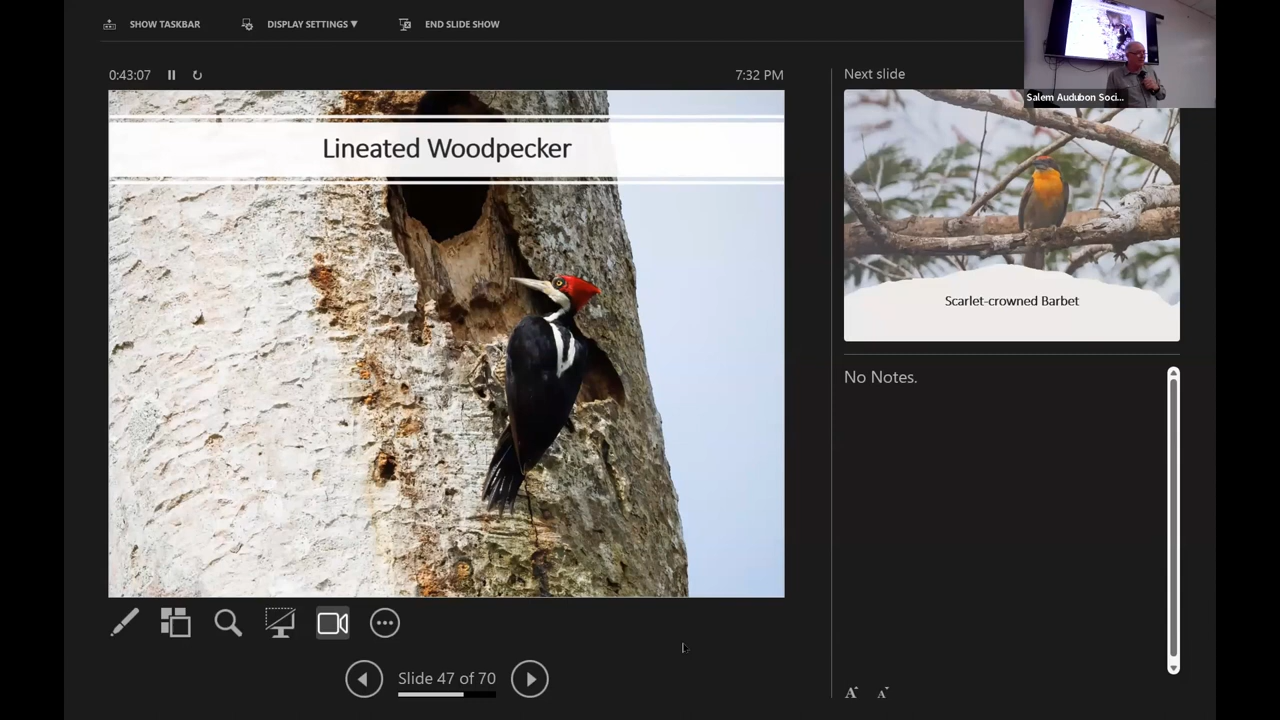 SHOW TASKBAR
DISPLAY SETTINGS ▼
END SLIDE SHOW
0:43:07
7:32 PM
Next slide
Salem Audubon Soci...
Lineated Woodpecker
Scarlet-crowned Barbet
No Notes.
Slide 47 of 70
A A